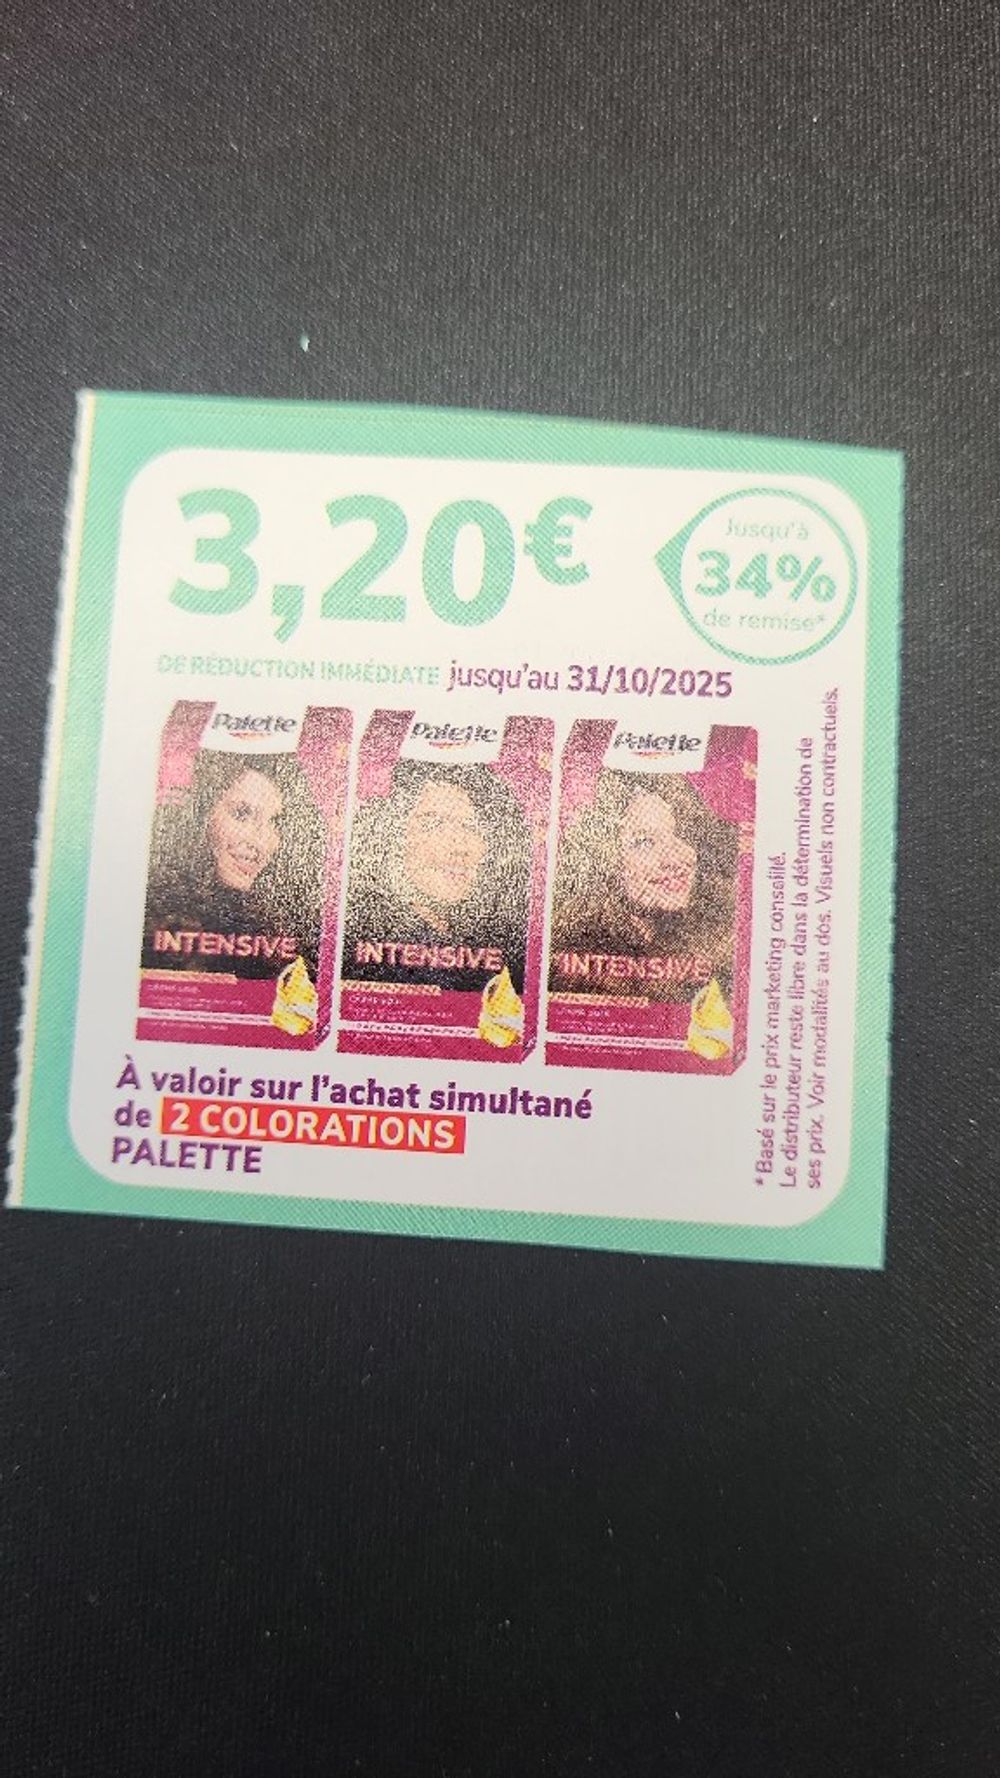 3,20€
Jusqu'à
34%
de remise*
DE RÉDUCTION IMMÉDIATE jusqu'au 31/10/2025
Palette
Palette
Palette
INTENSIVE
INTENSIVE
INTENSIVE
À valoir sur l'achat simultané
de 2 COLORATIONS
PALETTE
*Basé sur le prix marketing conseillé.
Le distributeur reste libre dans la détermination de
ses prix. Voir modalités au dos. Visuels non contractuels.